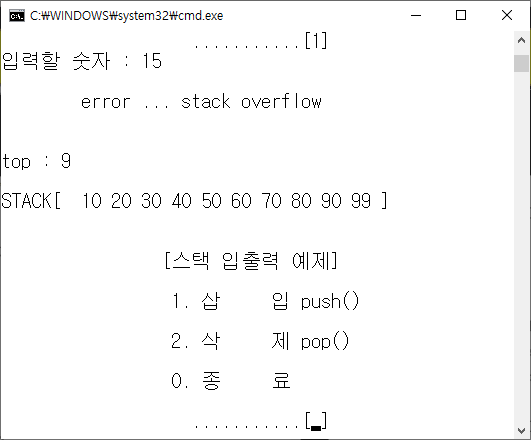 C:₩WINDOWS₩system32₩cmd.exe
...........[1]
입력할 숫자 : 15
error ... stack overflow
top : 9
STACK[  10 20 30 40 50 60 70 80 90 99 ]
[스택 입출력 예제]
1. 삽     입 push()
2. 삭     제 pop()
0. 종     료
...........[_]